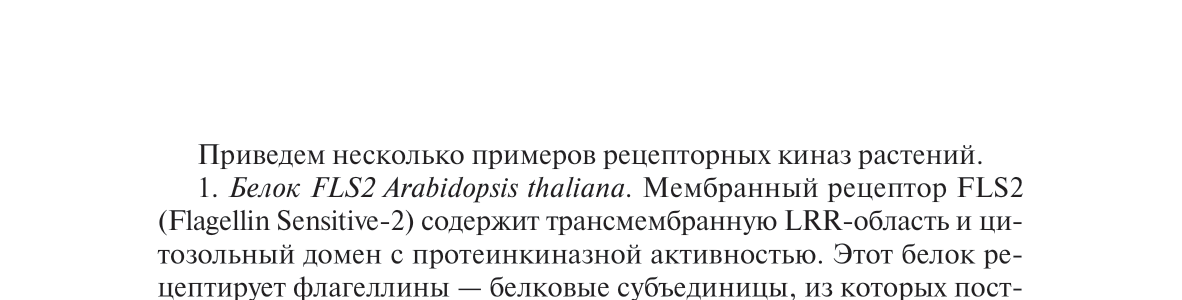 Приведем несколько примеров рецепторных киназ растений.
1. Белок FLS2 Arabidopsis thaliana. Мембранный рецептор FLS2
(Flagellin Sensitive-2) содержит трансмембранную LRR-область и ци-
тозольный домен с протеинкиназной активностью. Этот белок ре-
цептирует флагеллины — белковые субъединицы, из которых пост-